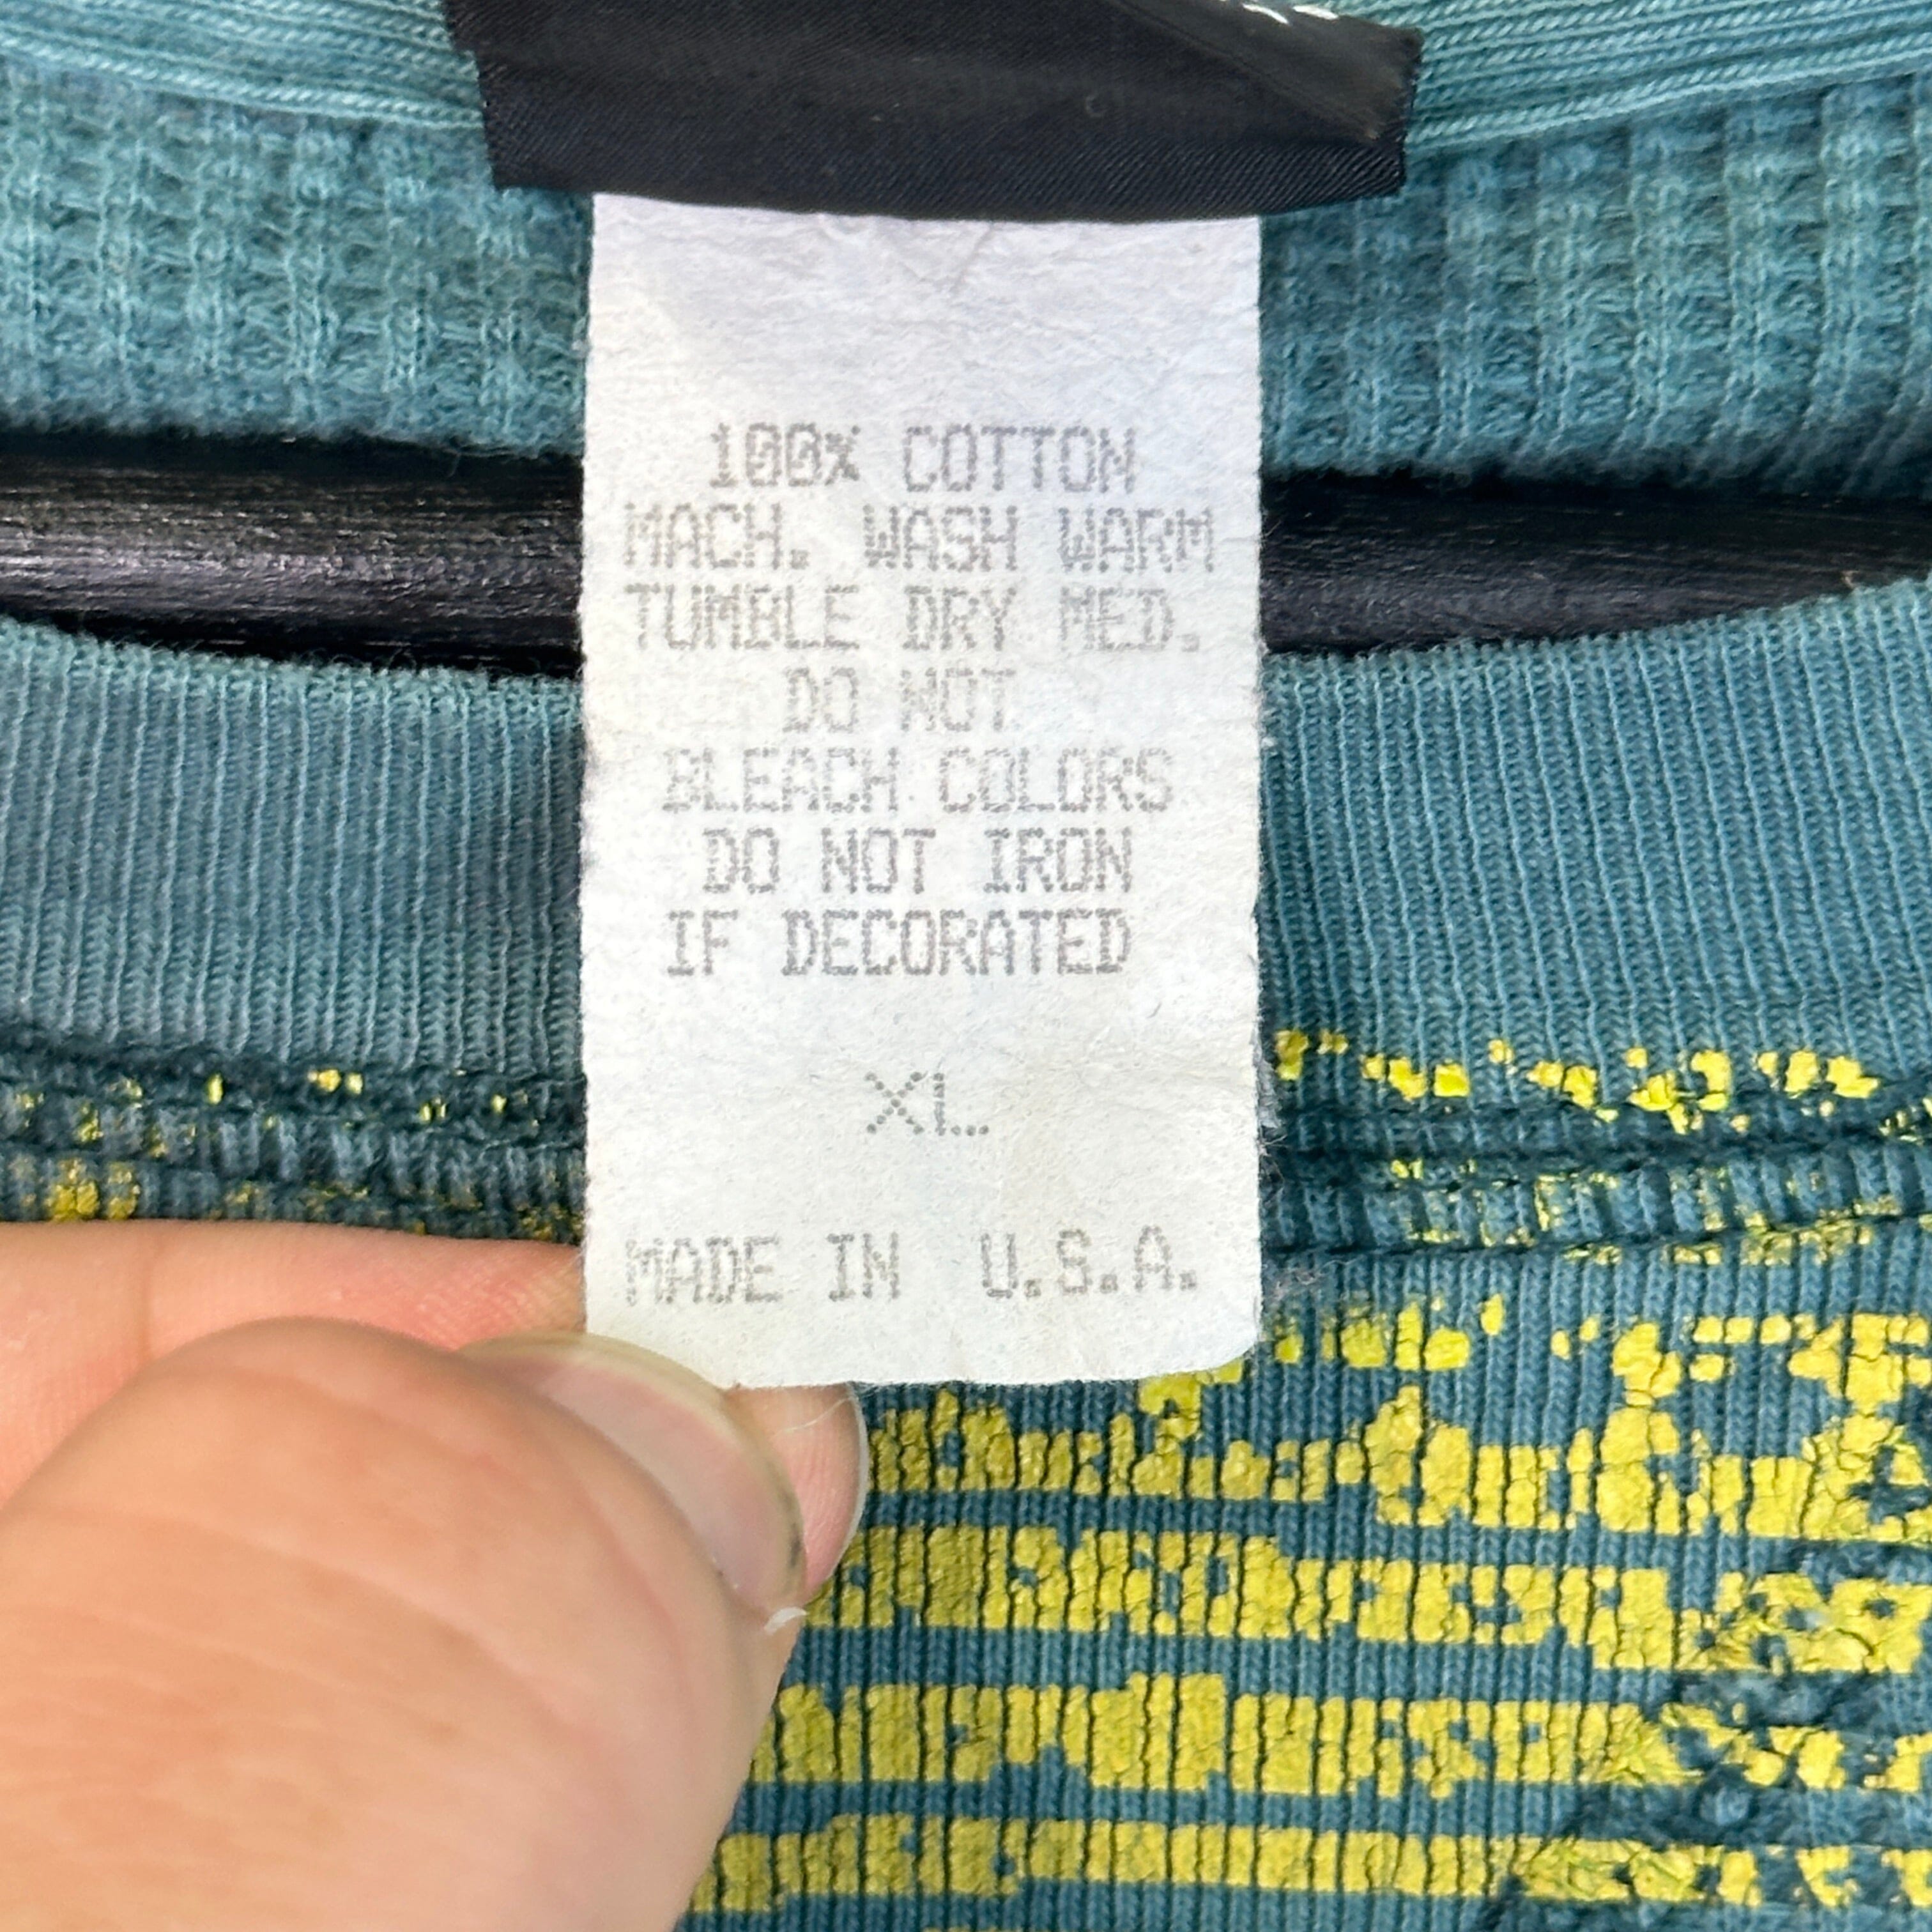 100% COTTON
MACH. WASH WARM
TUMBLE DRY MED.
DO NOT
BLEACH COLORS
DO NOT IRON
IF DECORATED
XL
MADE IN U.S.A.